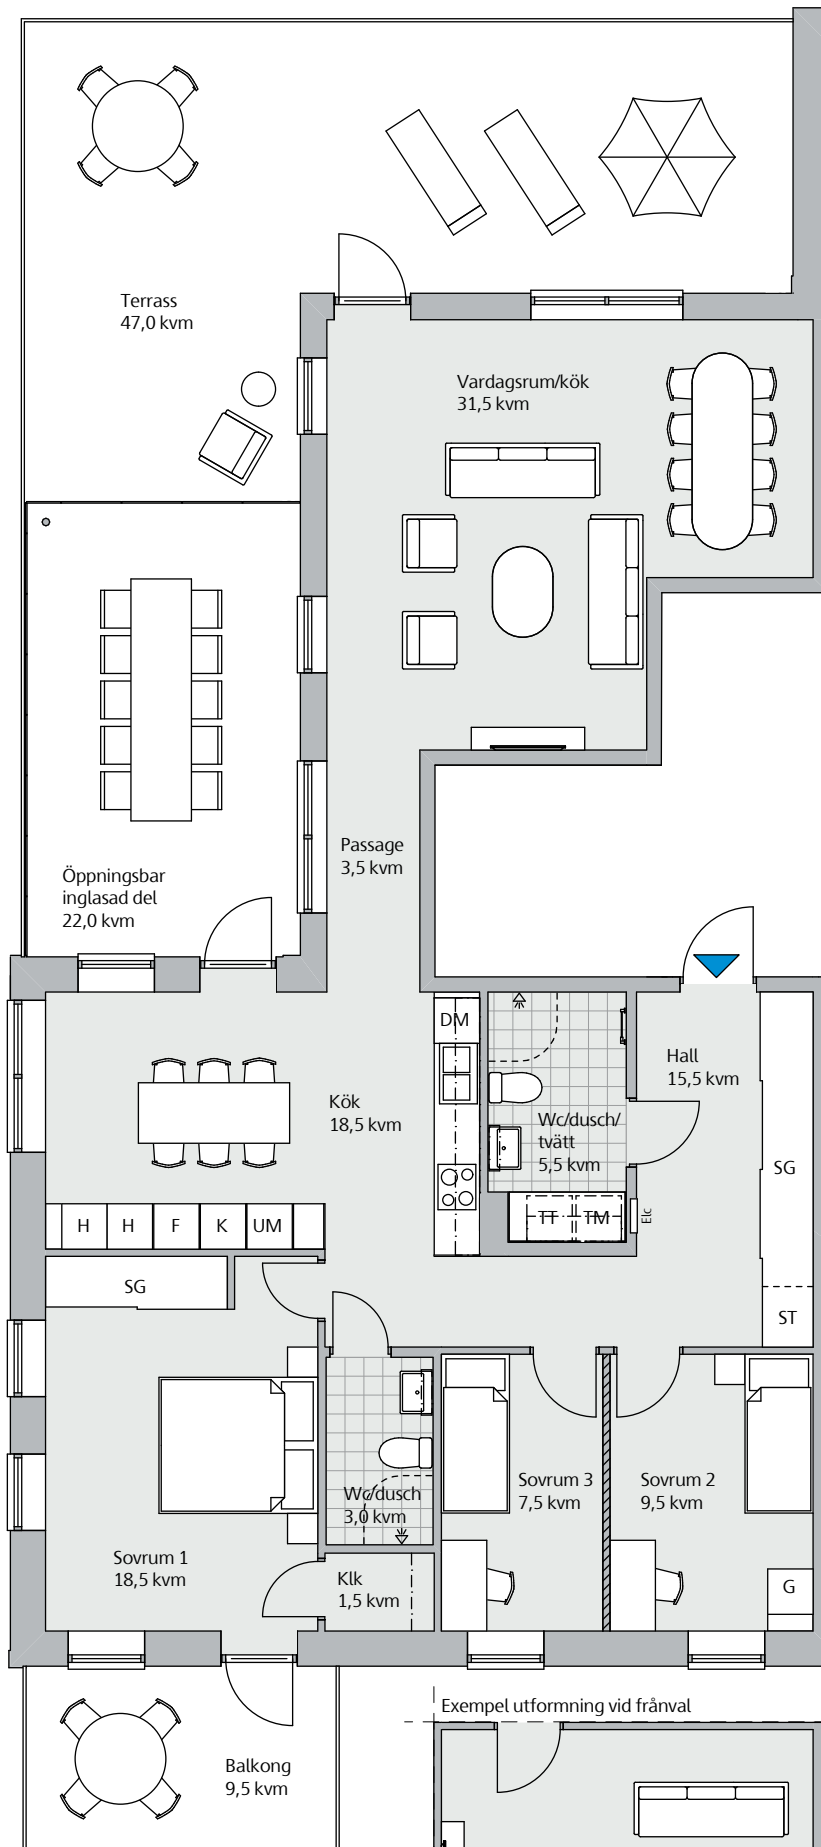 Terrass
47,0 kvm
Vardagsrum/kök
31,5 kvm
Passage
3,5 kvm
Öppningsbar
inglasad del
22,0 kvm
DM
Hall
15,5 kvm
Kök
18,5 kvm
Wc/dusch/
tvätt
5,5 kvm
SG
H H F K UM
TT TM
Elc
SG
ST
Wc/dusch
3,0 kvm
Sovrum 3
7,5 kvm
Sovrum 2
9,5 kvm
Sovrum 1
18,5 kvm
Klk
1,5 kvm
G
Exempel utformning vid frånval
Balkong
9,5 kvm